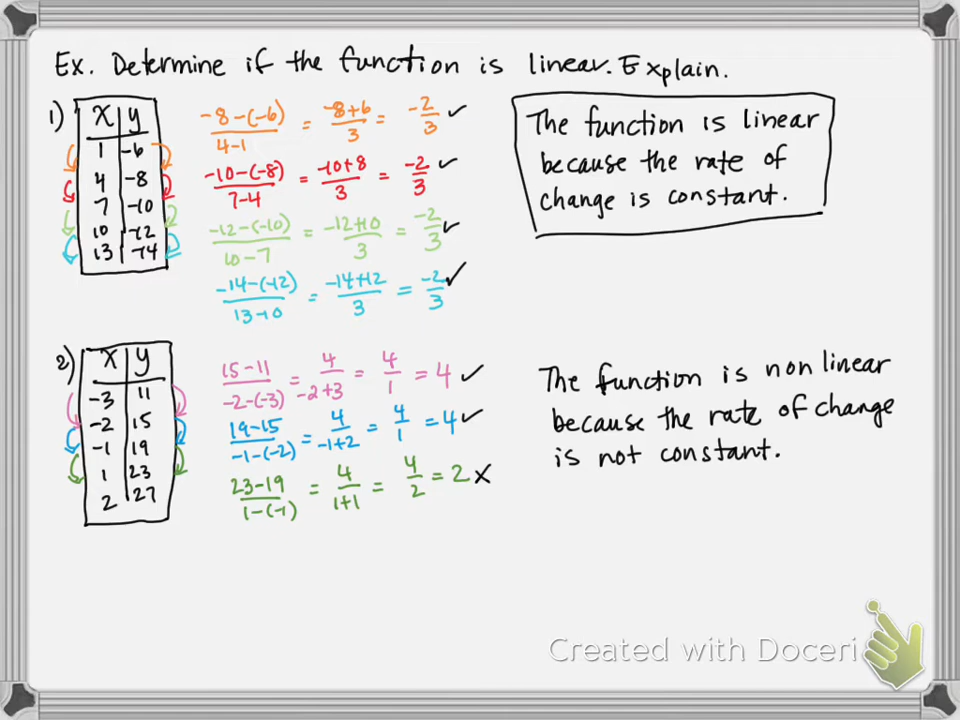 Ex. Determine if the function is linear. Explain.
1)
x y
1 -6
4 -8
7 -10
10 -12
13 -14
-8-(-6)/4-1 = -8+6/3 = -2/3 ✓
-10-(-8)/7-4 = -10+8/3 = -2/3 ✓
-12-(-10)/10-7 = -12+10/3 = -2/3 ✓
-14-(-12)/13-10 = -14+12/3 = -2/3 ✓
The function is linear
because the rate of
change is constant.
2)
x y
-3 11
-2 15
-1 19
1 23
2 27
15-11/-2-(-3) = 4/-2+3 = 4/1 = 4 ✓
19-15/-1-(-2) = 4/-1+2 = 4/1 = 4 ✓
23-19/1-(-1) = 4/1+1 = 4/2 = 2 x
The function is non linear
because the rate of change
is not constant.
Created with Doceri